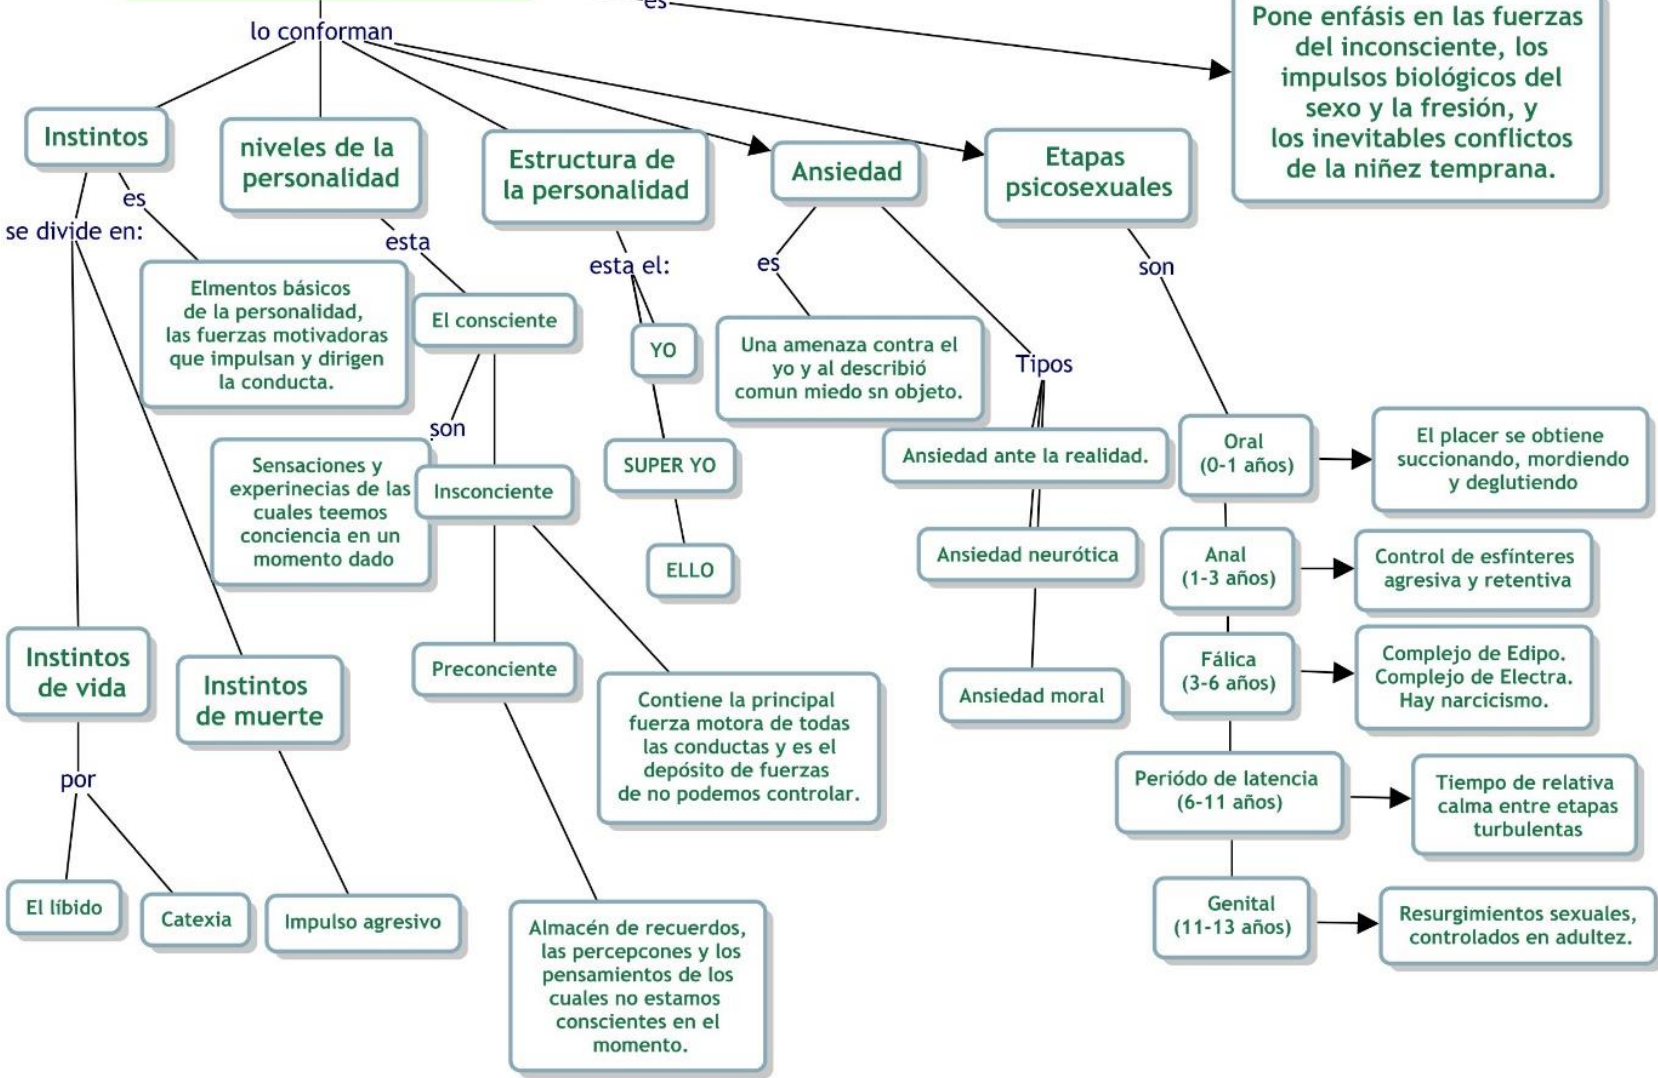 es
lo conforman
Pone enfásis en las fuerzas
del inconsciente, los
impulsos biológicos del
sexo y la fresión, y
los inevitables conflictos
de la niñez temprana.
Instintos
niveles de la
personalidad
Estructura de
la personalidad
Ansiedad
Etapas
psicosexuales
es
se divide en:
esta
esta el:
es
son
Elmentos básicos
de la personalidad,
las fuerzas motivadoras
que impulsan y dirigen
la conducta.
El consciente
YO
Una amenaza contra el
yo y al describió
comun miedo sn objeto.
Tipos
son
Sensaciones y
experinecias de las
cuales teemos
conciencia en un
momento dado
Insconciente
SUPER YO
ELLO
Ansiedad ante la realidad.
Ansiedad neurótica
Ansiedad moral
Oral
(0-1 años)
El placer se obtiene
succionando, mordiendo
y deglutiendo
Anal
(1-3 años)
Control de esfínteres
agresiva y retentiva
Fálica
(3-6 años)
Complejo de Edipo.
Complejo de Electra.
Hay narcicismo.
Periódo de latencia
(6-11 años)
Tiempo de relativa
calma entre etapas
turbulentas
Genital
(11-13 años)
Resurgimientos sexuales,
controlados en adultez.
Instintos
de vida
Instintos
de muerte
Preconciente
Contiene la principal
fuerza motora de todas
las conductas y es el
depósito de fuerzas
de no podemos controlar.
por
El líbido
Catexia
Impulso agresivo
Almacén de recuerdos,
las percepcones y los
pensamientos de los
cuales no estamos
conscientes en el
momento.